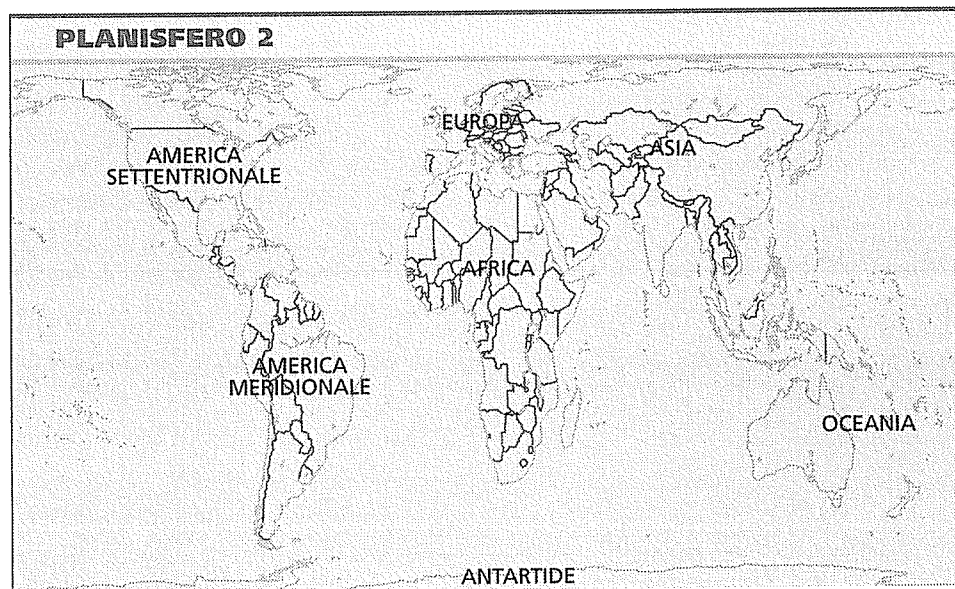 PLANISFERO 2
EUROPA
AMERICA
SETTENTRIONALE
ASIA
AFRICA
AMERICA
MERIDIONALE
OCEANIA
ANTARTIDE